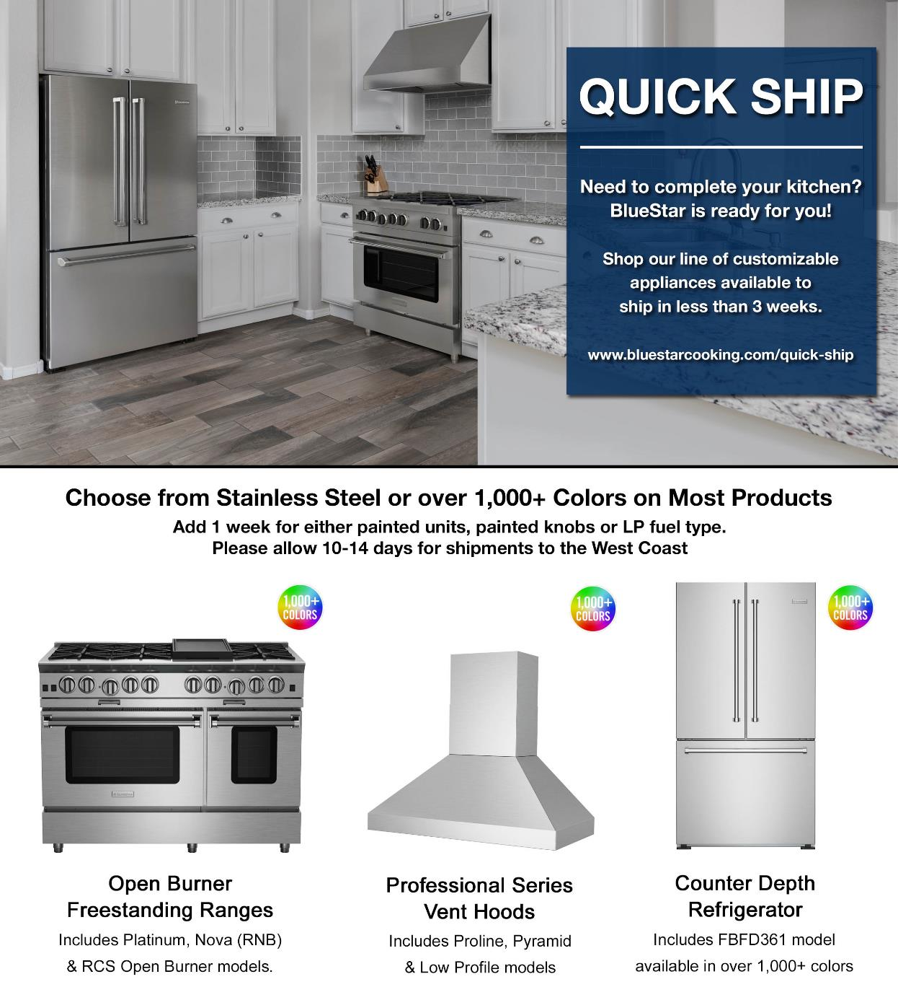 QUICK SHIP
Need to complete your kitchen?
BlueStar is ready for you!
Shop our line of customizable
appliances available to
ship in less than 3 weeks.
www.bluestarcooking.com/quick-ship
Choose from Stainless Steel or over 1,000+ Colors on Most Products
Add 1 week for either painted units, painted knobs or LP fuel type.
Please allow 10-14 days for shipments to the West Coast
1,000+
COLORS
1,000+
COLORS
1,000+
COLORS
Open Burner
Freestanding Ranges
Includes Platinum, Nova (RNB)
& RCS Open Burner models.
Professional Series
Vent Hoods
Includes Proline, Pyramid
& Low Profile models
Counter Depth
Refrigerator
Includes FBFD361 model
available in over 1,000+ colors